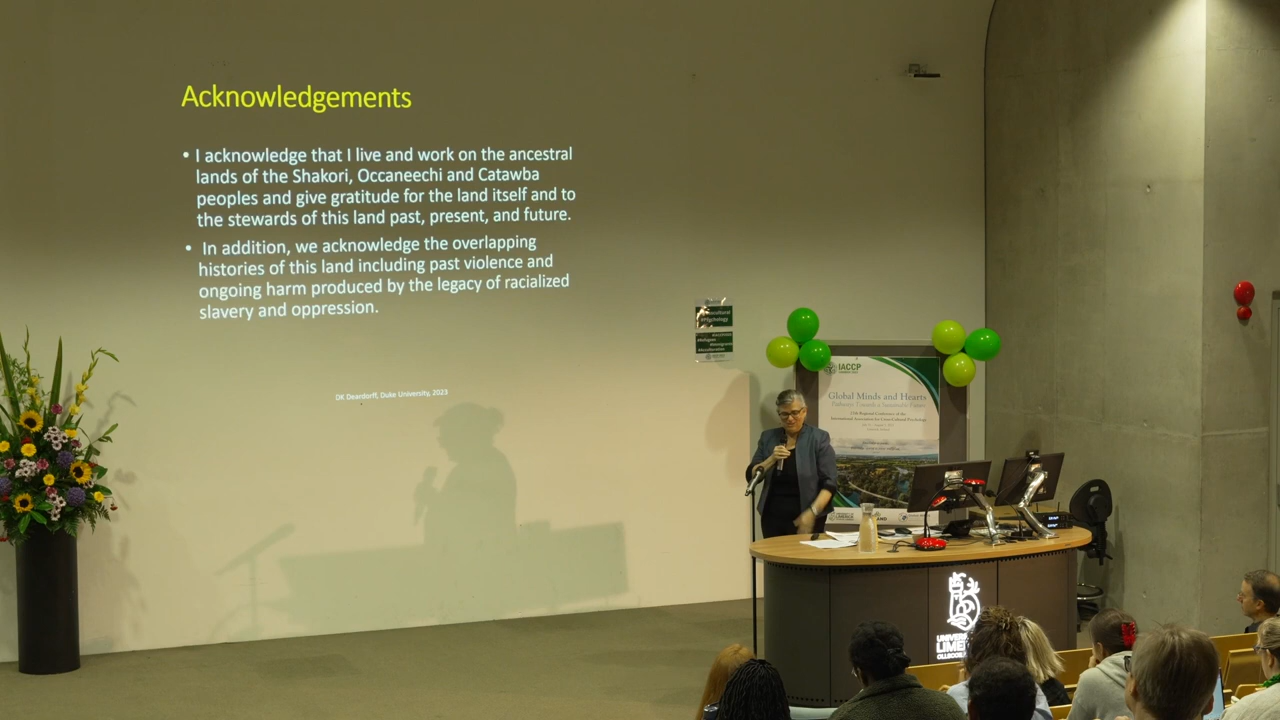 Acknowledgements
• I acknowledge that I live and work on the ancestral
lands of the Shakori, Occaneechi and Catawba
peoples and give gratitude for the land itself and to
the stewards of this land past, present, and future.
• In addition, we acknowledge the overlapping
histories of this land including past violence and
ongoing harm produced by the legacy of racialized
slavery and oppression.
DK Deardorff, Duke University, 2023
#Psychology
IACCP
Global Minds and Hearts